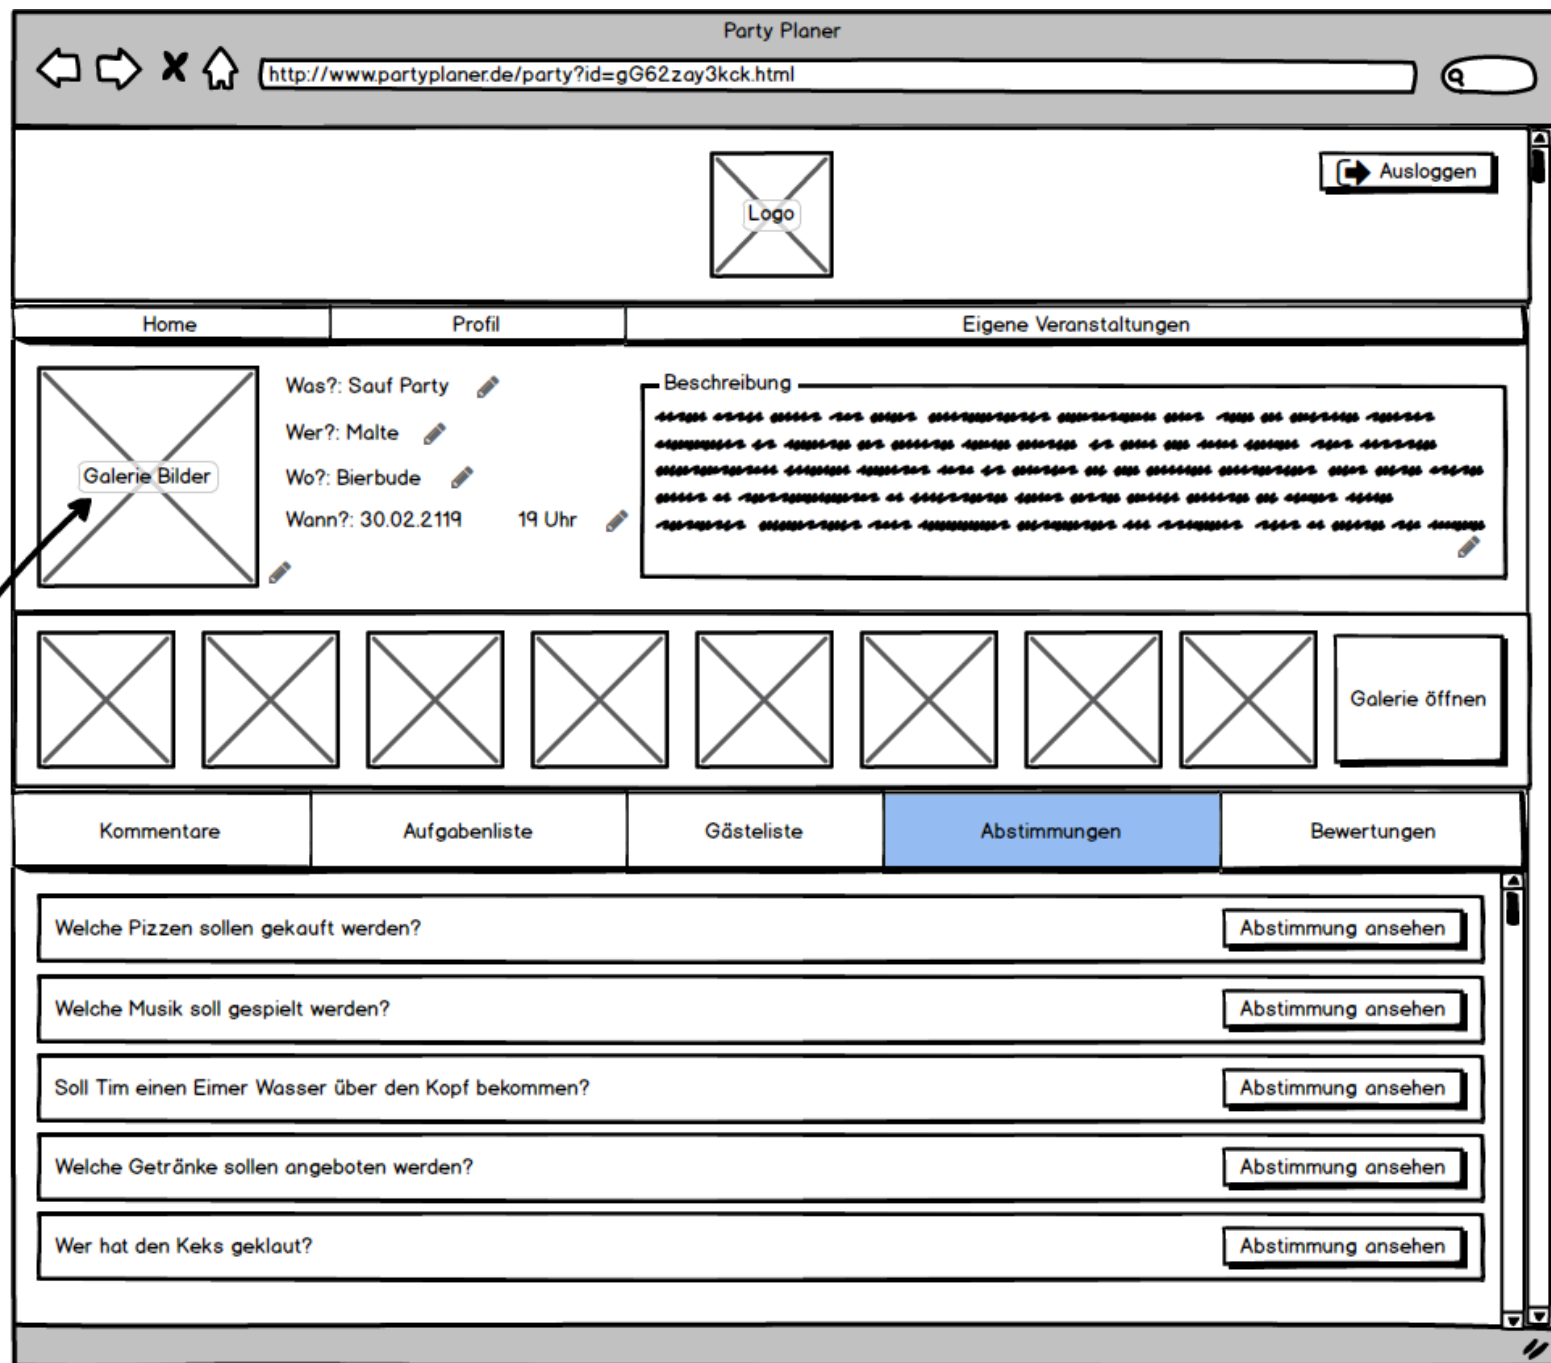 Party Planer
http://www.partyplaner.de/party?id=gG62zay3kck.html
Ausloggen
Logo
Home Profil Eigene Veranstaltungen
Galerie Bilder
Was?: Sauf Party
Wer?: Malte
Wo?: Bierbude
Wann?: 30.02.2119 19 Uhr
Beschreibung
Galerie öffnen
Kommentare Aufgabenliste Gästeliste Abstimmungen Bewertungen
Welche Pizzen sollen gekauft werden? Abstimmung ansehen
Welche Musik soll gespielt werden? Abstimmung ansehen
Soll Tim einen Eimer Wasser über den Kopf bekommen? Abstimmung ansehen
Welche Getränke sollen angeboten werden? Abstimmung ansehen
Wer hat den Keks geklaut? Abstimmung ansehen